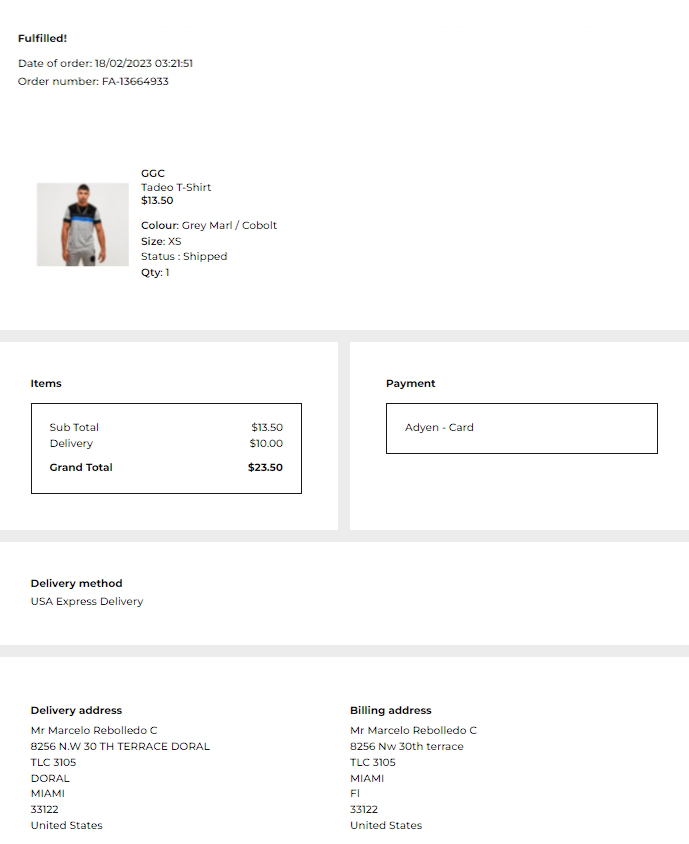 Fulfilled!
Date of order: 18/02/2023 03:21:51
Order number: FA-13664933
GGC
Tadeo T-Shirt
$13.50
Colour: Grey Marl / Cobolt
Size: XS
Status : Shipped
Qty: 1
Items
Sub Total $13.50
Delivery $10.00
Grand Total $23.50
Payment
Adyen - Card
Delivery method
USA Express Delivery
Delivery address
Mr Marcelo Rebolledo C
8256 N.W 30 TH TERRACE DORAL
TLC 3105
DORAL
MIAMI
33122
United States
Billing address
Mr Marcelo Rebolledo C
8256 Nw 30th terrace
TLC 3105
MIAMI
Fl
33122
United States